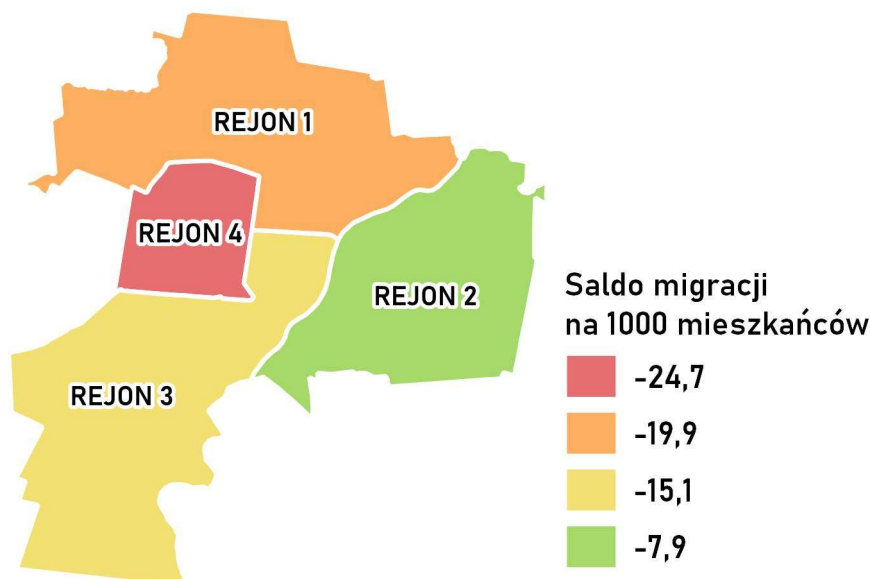 REJON 1
REJON 4
REJON 2
REJON 3
Saldo migracji
na 1000 mieszkańców
-24,7
-19,9
-15,1
-7,9